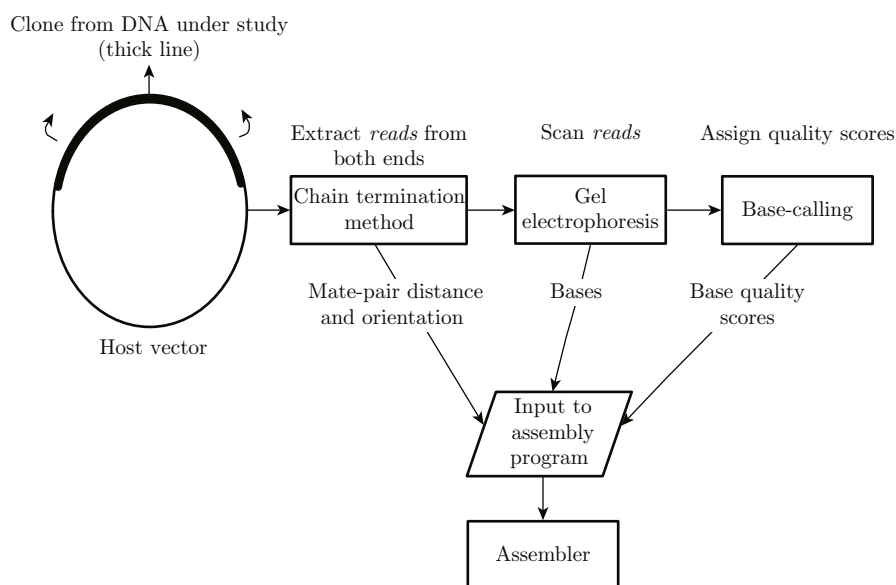 Clone from DNA under study
(thick line)
Extract reads from
both ends
Scan reads
Assign quality scores
Chain termination
method
Gel
electrophoresis
Base-calling
Mate-pair distance
and orientation
Bases
Base quality
scores
Host vector
Input to
assembly
program
Assembler